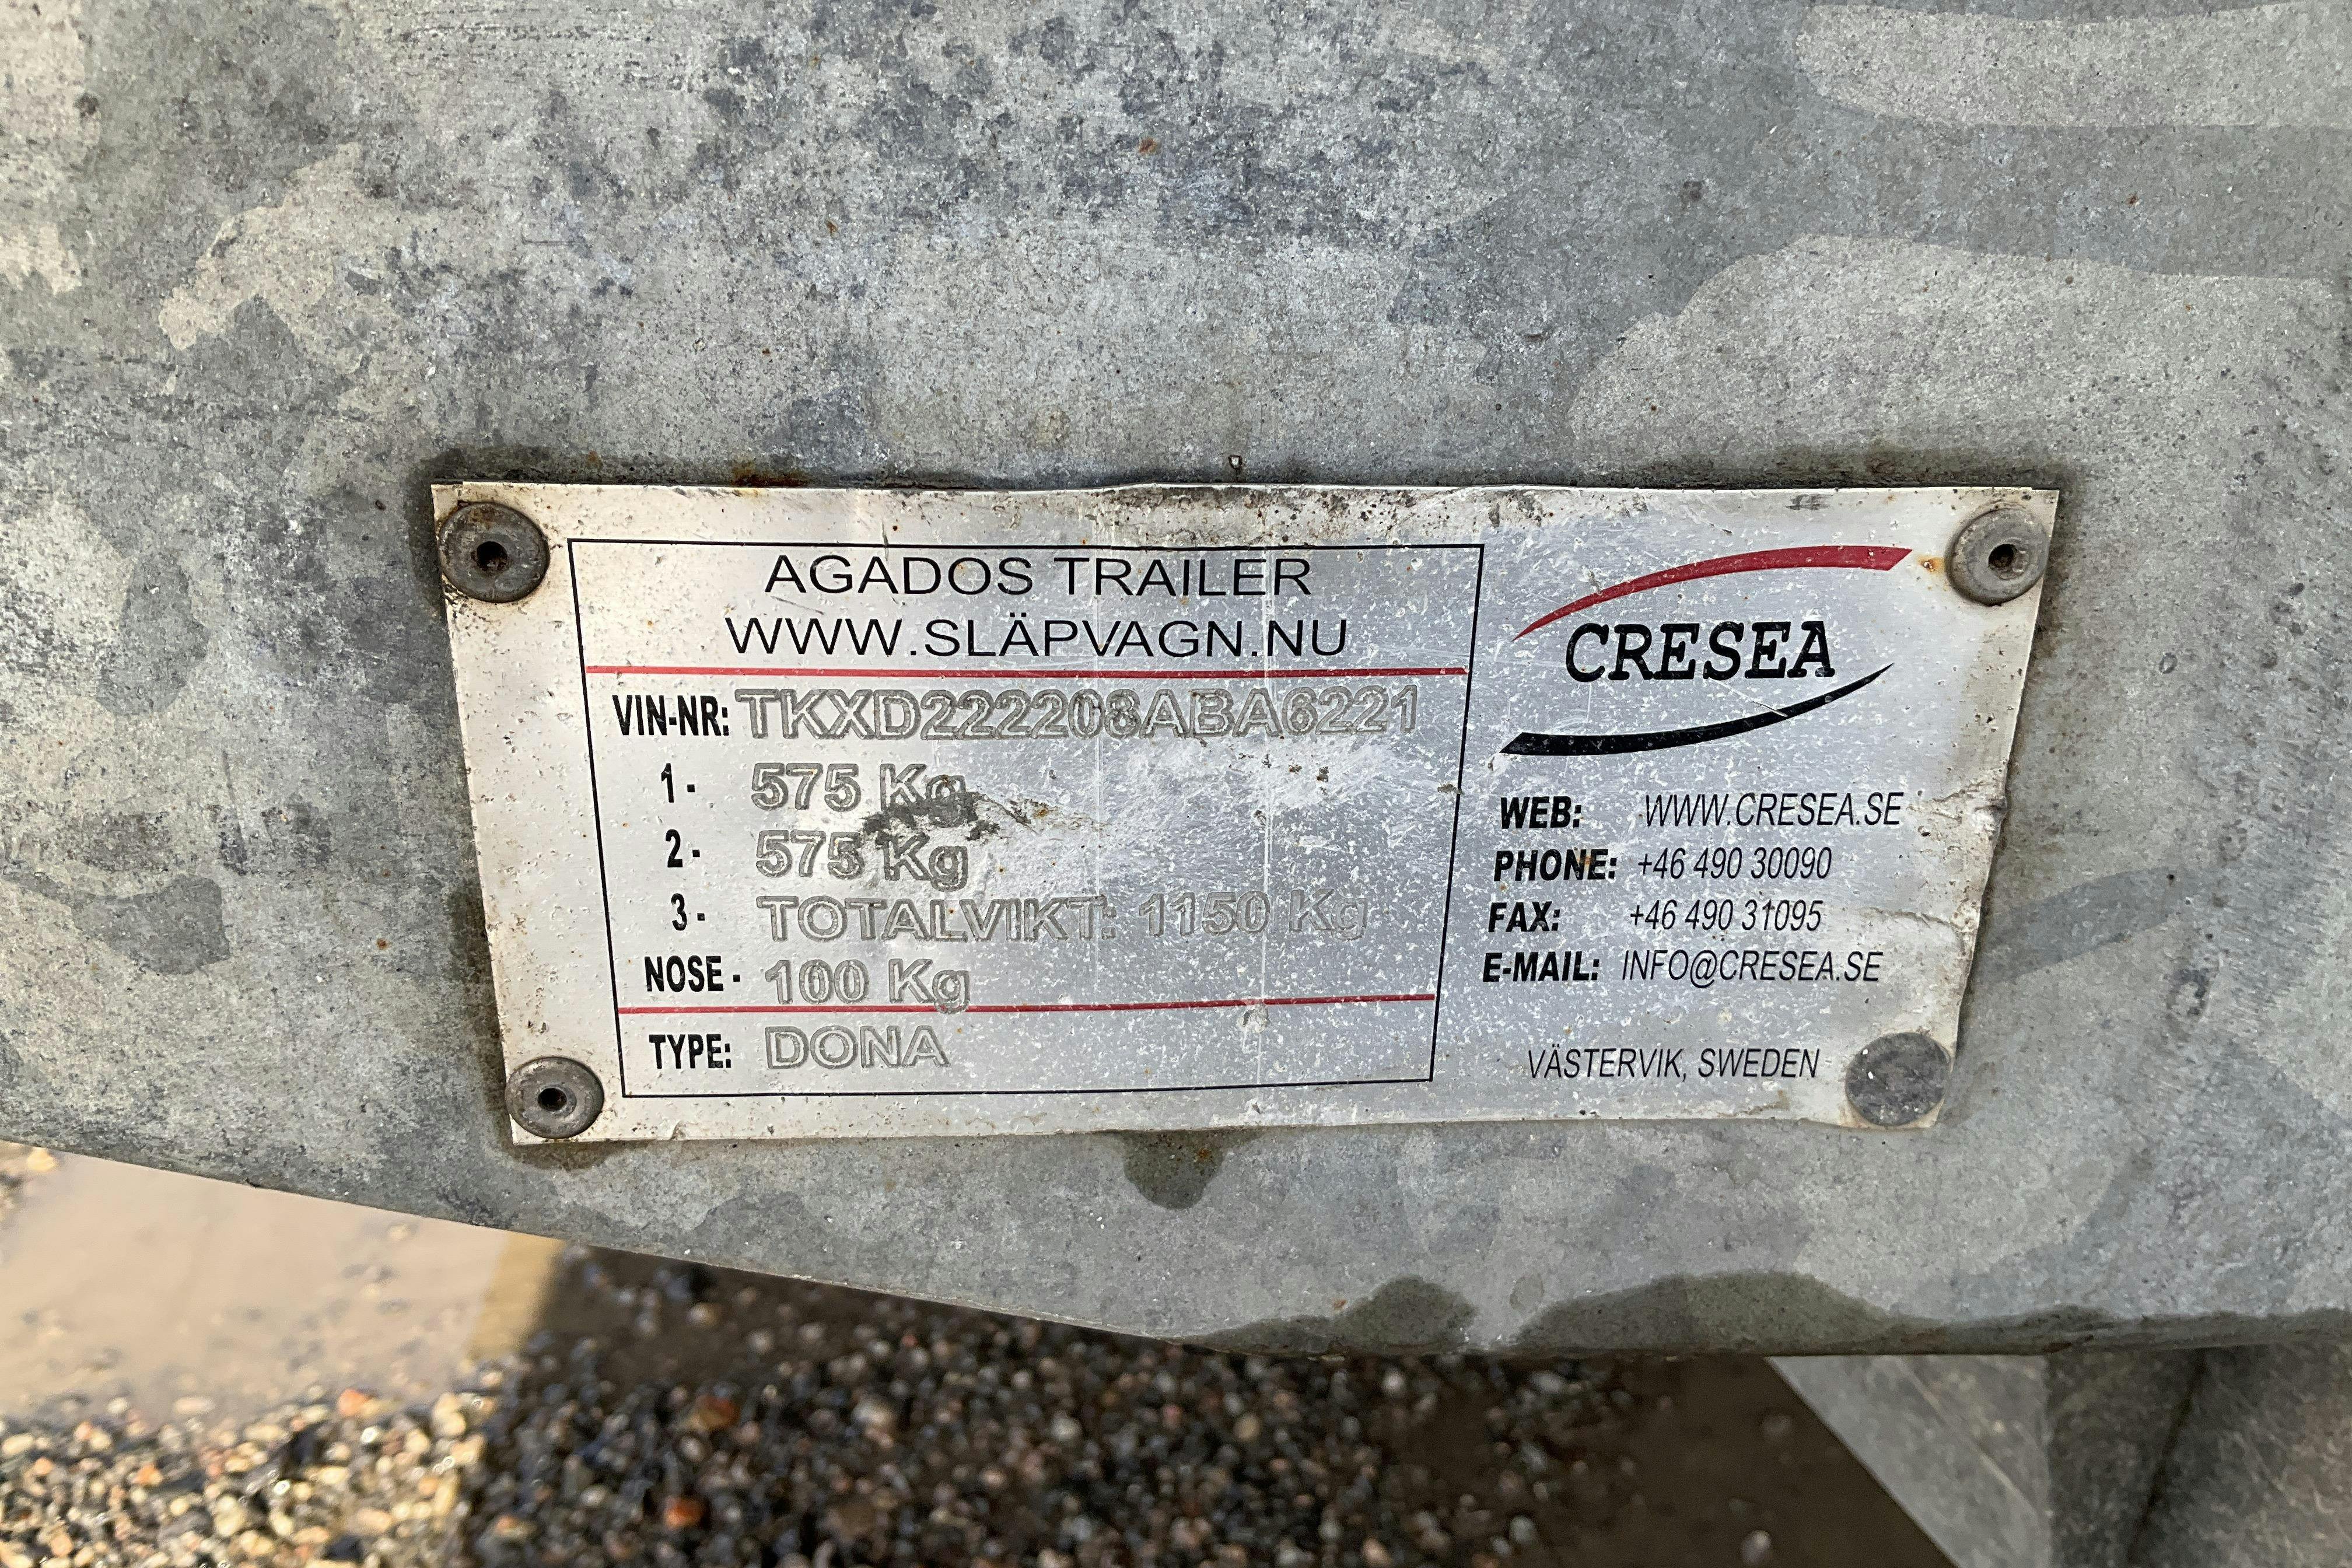 AGADOS TRAILER
WWW.SLÄPVAGN.NU
VIN-NR: TKXD222208ABA6221
1 - 575 Kg
2 - 575 Kg
3 - TOTALVIKT: 1150 Kg
NOSE - 100 Kg
TYPE: DONA
CRESEA
WEB: WWW.CRESEA.SE
PHONE: +46 490 30090
FAX: +46 490 31095
E-MAIL: INFO@CRESEA.SE
VÄSTERVIK, SWEDEN